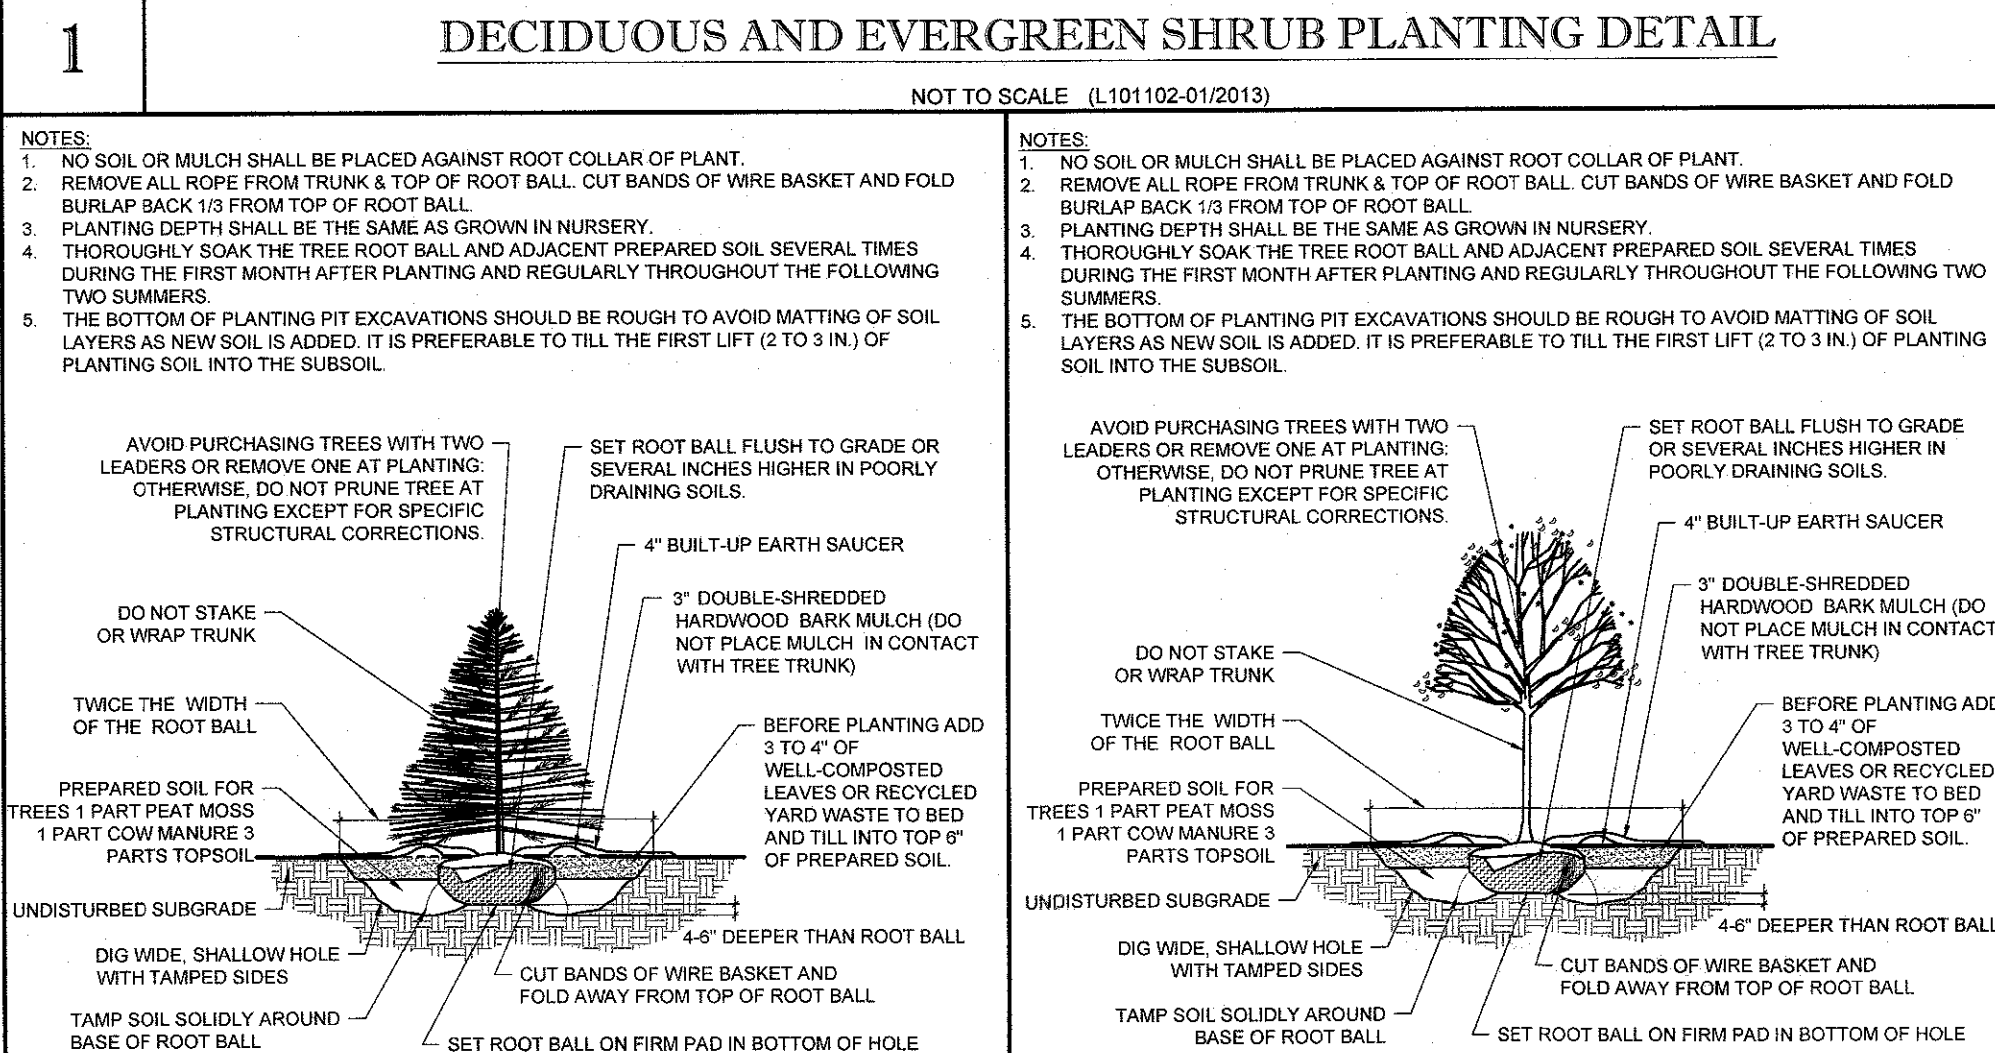 1
DECIDUOUS AND EVERGREEN SHRUB PLANTING DETAIL
NOT TO SCALE (L101102-01/2013)
NOTES:
1. NO SOIL OR MULCH SHALL BE PLACED AGAINST ROOT COLLAR OF PLANT.
2. REMOVE ALL ROPE FROM TRUNK & TOP OF ROOT BALL. CUT BANDS OF WIRE BASKET AND FOLD
BURLAP BACK 1/3 FROM TOP OF ROOT BALL.
3. PLANTING DEPTH SHALL BE THE SAME AS GROWN IN NURSERY.
4. THOROUGHLY SOAK THE TREE ROOT BALL AND ADJACENT PREPARED SOIL SEVERAL TIMES
DURING THE FIRST MONTH AFTER PLANTING AND REGULARLY THROUGHOUT THE FOLLOWING
TWO SUMMERS.
5. THE BOTTOM OF PLANTING PIT EXCAVATIONS SHOULD BE ROUGH TO AVOID MATTING OF SOIL
LAYERS AS NEW SOIL IS ADDED. IT IS PREFERABLE TO TILL THE FIRST LIFT (2 TO 3 IN.) OF
PLANTING SOIL INTO THE SUBSOIL.
AVOID PURCHASING TREES WITH TWO
LEADERS OR REMOVE ONE AT PLANTING:
OTHERWISE, DO NOT PRUNE TREE AT
PLANTING EXCEPT FOR SPECIFIC
STRUCTURAL CORRECTIONS.
DO NOT STAKE
OR WRAP TRUNK
TWICE THE WIDTH
OF THE ROOT BALL
PREPARED SOIL FOR
TREES 1 PART PEAT MOSS
1 PART COW MANURE 3
PARTS TOPSOIL
UNDISTURBED SUBGRADE
DIG WIDE, SHALLOW HOLE
WITH TAMPED SIDES
TAMP SOIL SOLIDLY AROUND
BASE OF ROOT BALL
SET ROOT BALL FLUSH TO GRADE OR
SEVERAL INCHES HIGHER IN POORLY
DRAINING SOILS.
4" BUILT-UP EARTH SAUCER
3" DOUBLE-SHREDDED
HARDWOOD BARK MULCH (DO
NOT PLACE MULCH IN CONTACT
WITH TREE TRUNK)
BEFORE PLANTING ADD
3 TO 4" OF
WELL-COMPOSTED
LEAVES OR RECYCLED
YARD WASTE TO BED
AND TILL INTO TOP 6"
OF PREPARED SOIL.
4-6" DEEPER THAN ROOT BALL
CUT BANDS OF WIRE BASKET AND
FOLD AWAY FROM TOP OF ROOT BALL
SET ROOT BALL ON FIRM PAD IN BOTTOM OF HOLE
NOTES:
1. NO SOIL OR MULCH SHALL BE PLACED AGAINST ROOT COLLAR OF PLANT.
2. REMOVE ALL ROPE FROM TRUNK & TOP OF ROOT BALL. CUT BANDS OF WIRE BASKET AND FOLD
BURLAP BACK 1/3 FROM TOP OF ROOT BALL.
3. PLANTING DEPTH SHALL BE THE SAME AS GROWN IN NURSERY.
4. THOROUGHLY SOAK THE TREE ROOT BALL AND ADJACENT PREPARED SOIL SEVERAL TIMES
DURING THE FIRST MONTH AFTER PLANTING AND REGULARLY THROUGHOUT THE FOLLOWING TWO
SUMMERS.
5. THE BOTTOM OF PLANTING PIT EXCAVATIONS SHOULD BE ROUGH TO AVOID MATTING OF SOIL
LAYERS AS NEW SOIL IS ADDED. IT IS PREFERABLE TO TILL THE FIRST LIFT (2 TO 3 IN.) OF PLANTING
SOIL INTO THE SUBSOIL.
AVOID PURCHASING TREES WITH TWO
LEADERS OR REMOVE ONE AT PLANTING:
OTHERWISE, DO NOT PRUNE TREE AT
PLANTING EXCEPT FOR SPECIFIC
STRUCTURAL CORRECTIONS.
DO NOT STAKE
OR WRAP TRUNK
TWICE THE WIDTH
OF THE ROOT BALL
PREPARED SOIL FOR
TREES 1 PART PEAT MOSS
1 PART COW MANURE 3
PARTS TOPSOIL
UNDISTURBED SUBGRADE
DIG WIDE, SHALLOW HOLE
WITH TAMPED SIDES
TAMP SOIL SOLIDLY AROUND
BASE OF ROOT BALL
SET ROOT BALL FLUSH TO GRADE
OR SEVERAL INCHES HIGHER IN
POORLY DRAINING SOILS.
4" BUILT-UP EARTH SAUCER
3" DOUBLE-SHREDDED
HARDWOOD BARK MULCH (DO
NOT PLACE MULCH IN CONTACT
WITH TREE TRUNK)
BEFORE PLANTING ADD
3 TO 4" OF
WELL-COMPOSTED
LEAVES OR RECYCLED
YARD WASTE TO BED
AND TILL INTO TOP 6"
OF PREPARED SOIL.
4-6" DEEPER THAN ROOT BALL
CUT BANDS OF WIRE BASKET AND
FOLD AWAY FROM TOP OF ROOT BALL
SET ROOT BALL ON FIRM PAD IN BOTTOM OF HOLE